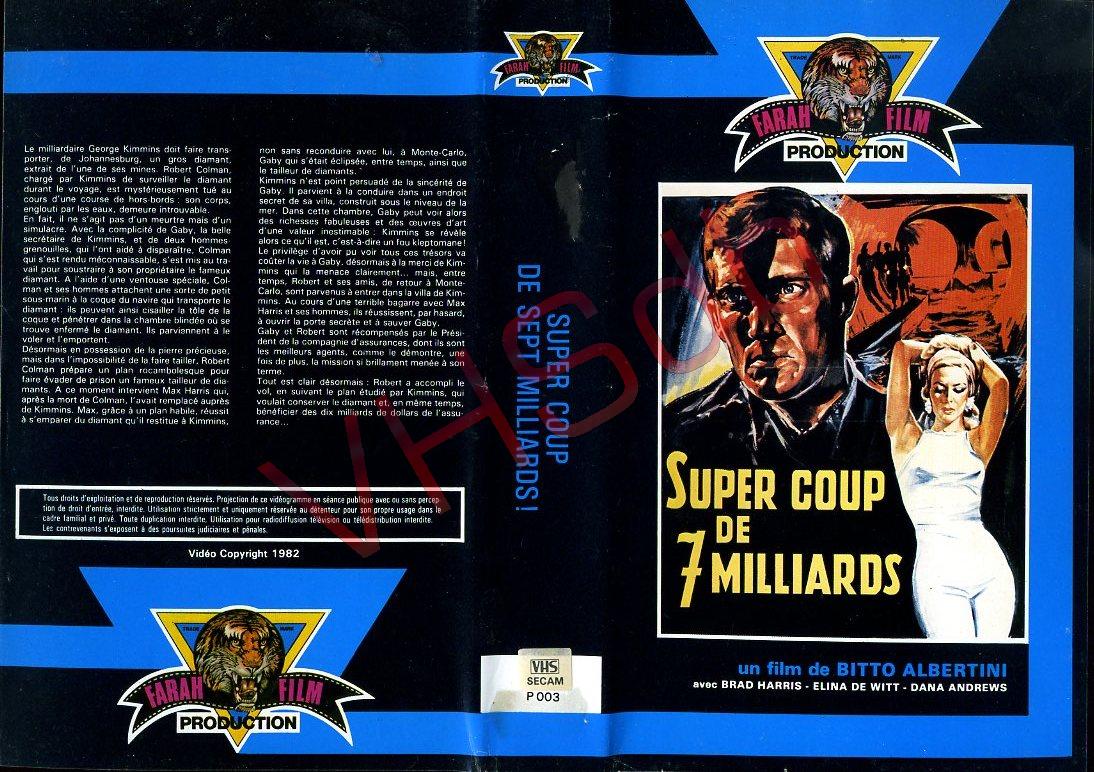 Le milliardaire George Kimmins doit faire trans-
porter, de Johannesburg, un gros diamant,
extrait de l'une de ses mines. Robert Colman,
chargé par Kimmins de surveiller le diamant
durant le voyage, est mystérieusement tué au
cours d'une course de hors-bords : son corps,
englouti par les eaux, demeure introuvable.
En fait, il ne s'agit pas d'un meurtre mais d'un
simulacre. Avec la complicité de Gaby, la belle
secrétaire de Kimmins, et de deux hommes-
grenouilles, qui l'ont aidé à disparaître, Colman
qui s'est rendu méconnaissable, s'est mis au tra-
vail pour soustraire à son propriétaire le fameux
diamant. A l'aide d'une ventouse spéciale, Col-
man et ses hommes attachent une sorte de petit
sous-marin à la coque du navire qui transporte le
diamant : ils peuvent ainsi cisailler la tôle de la
coque et pénétrer dans la chambre blindée où se
trouve enfermé le diamant. Ils parviennent à le
voler et l'emportent.
Désormais en possession de la pierre précieuse,
mais dans l'impossibilité de la faire tailler, Robert
Colman prépare un plan rocambolesque pour
faire évader de prison un fameux tailleur de dia-
mants. A ce moment intervient Max Harris qui,
après la mort de Colman, l'avait remplacé auprès
de Kimmins. Max, grâce à un plan habile, réussit
à s'emparer du diamant qu'il restitue à Kimmins,
non sans reconduire avec lui, à Monte-Carlo,
Gaby qui s'était éclipsée, entre temps, ainsi que
le tailleur de diamants.
Kimmins n'est point persuadé de la sincérité de
Gaby. Il parvient à la conduire dans un endroit
secret de sa villa, construit sous le niveau de la
mer. Dans cette chambre, Gaby peut voir alors
des richesses fabuleuses et des œuvres d'art
d'une valeur inestimable : Kimmins se révèle
alors ce qu'il est, c'est-à-dire un fou kleptomane!
Le privilège d'avoir pu voir tous ces trésors va
coûter la vie à Gaby, désormais à la merci de Kim-
mins qui la menace clairement... mais, entre
temps, Robert et ses amis, de retour à Monte-
Carlo, sont parvenus à entrer dans la villa de Kim-
mins. Au cours d'une terrible bagarre avec Max
Harris et ses hommes, ils réussissent, par hasard,
à ouvrir la porte secrète et à sauver Gaby.
Gaby et Robert sont récompensés par le Prési-
dent de la compagnie d'assurances, dont ils sont
les meilleurs agents, comme le démontre, une
fois de plus, la mission si brillament menée à son
terme.
Tout est clair désormais : Robert a accompli le
vol, en suivant le plan étudié par Kimmins, qui
voulait conserver le diamant et, en même temps,
bénéficier des dix milliards de dollars de l'assu-
rance...
Tous droits d'exploitation et de reproduction réservés. Projection de ce vidéogramme en séance publique avec ou sans percep-
tion de droit d'entrée, interdite. Utilisation strictement et uniquement réservée au détenteur pour son propre usage dans le
cadre familial et privé. Toute duplication interdite. Utilisation pour radiodiffusion télévision ou télédistribution interdite.
Les contrevenants s'exposent à des poursuites judiciaires et pénales.
Vidéo Copyright 1982
TRADE MARK
FARAH FILM
PRODUCTION
FARAH FILM
PRODUCTION
SUPER COUP
DE SEPT MILLIARDS !
VHS
SECAM
P 003
TRADE MARK
FARAH FILM
PRODUCTION
SUPER COUP
DE
7 MILLIARDS
un film de BITTO ALBERTINI
avec BRAD HARRIS - ELINA DE WITT - DANA ANDREWS